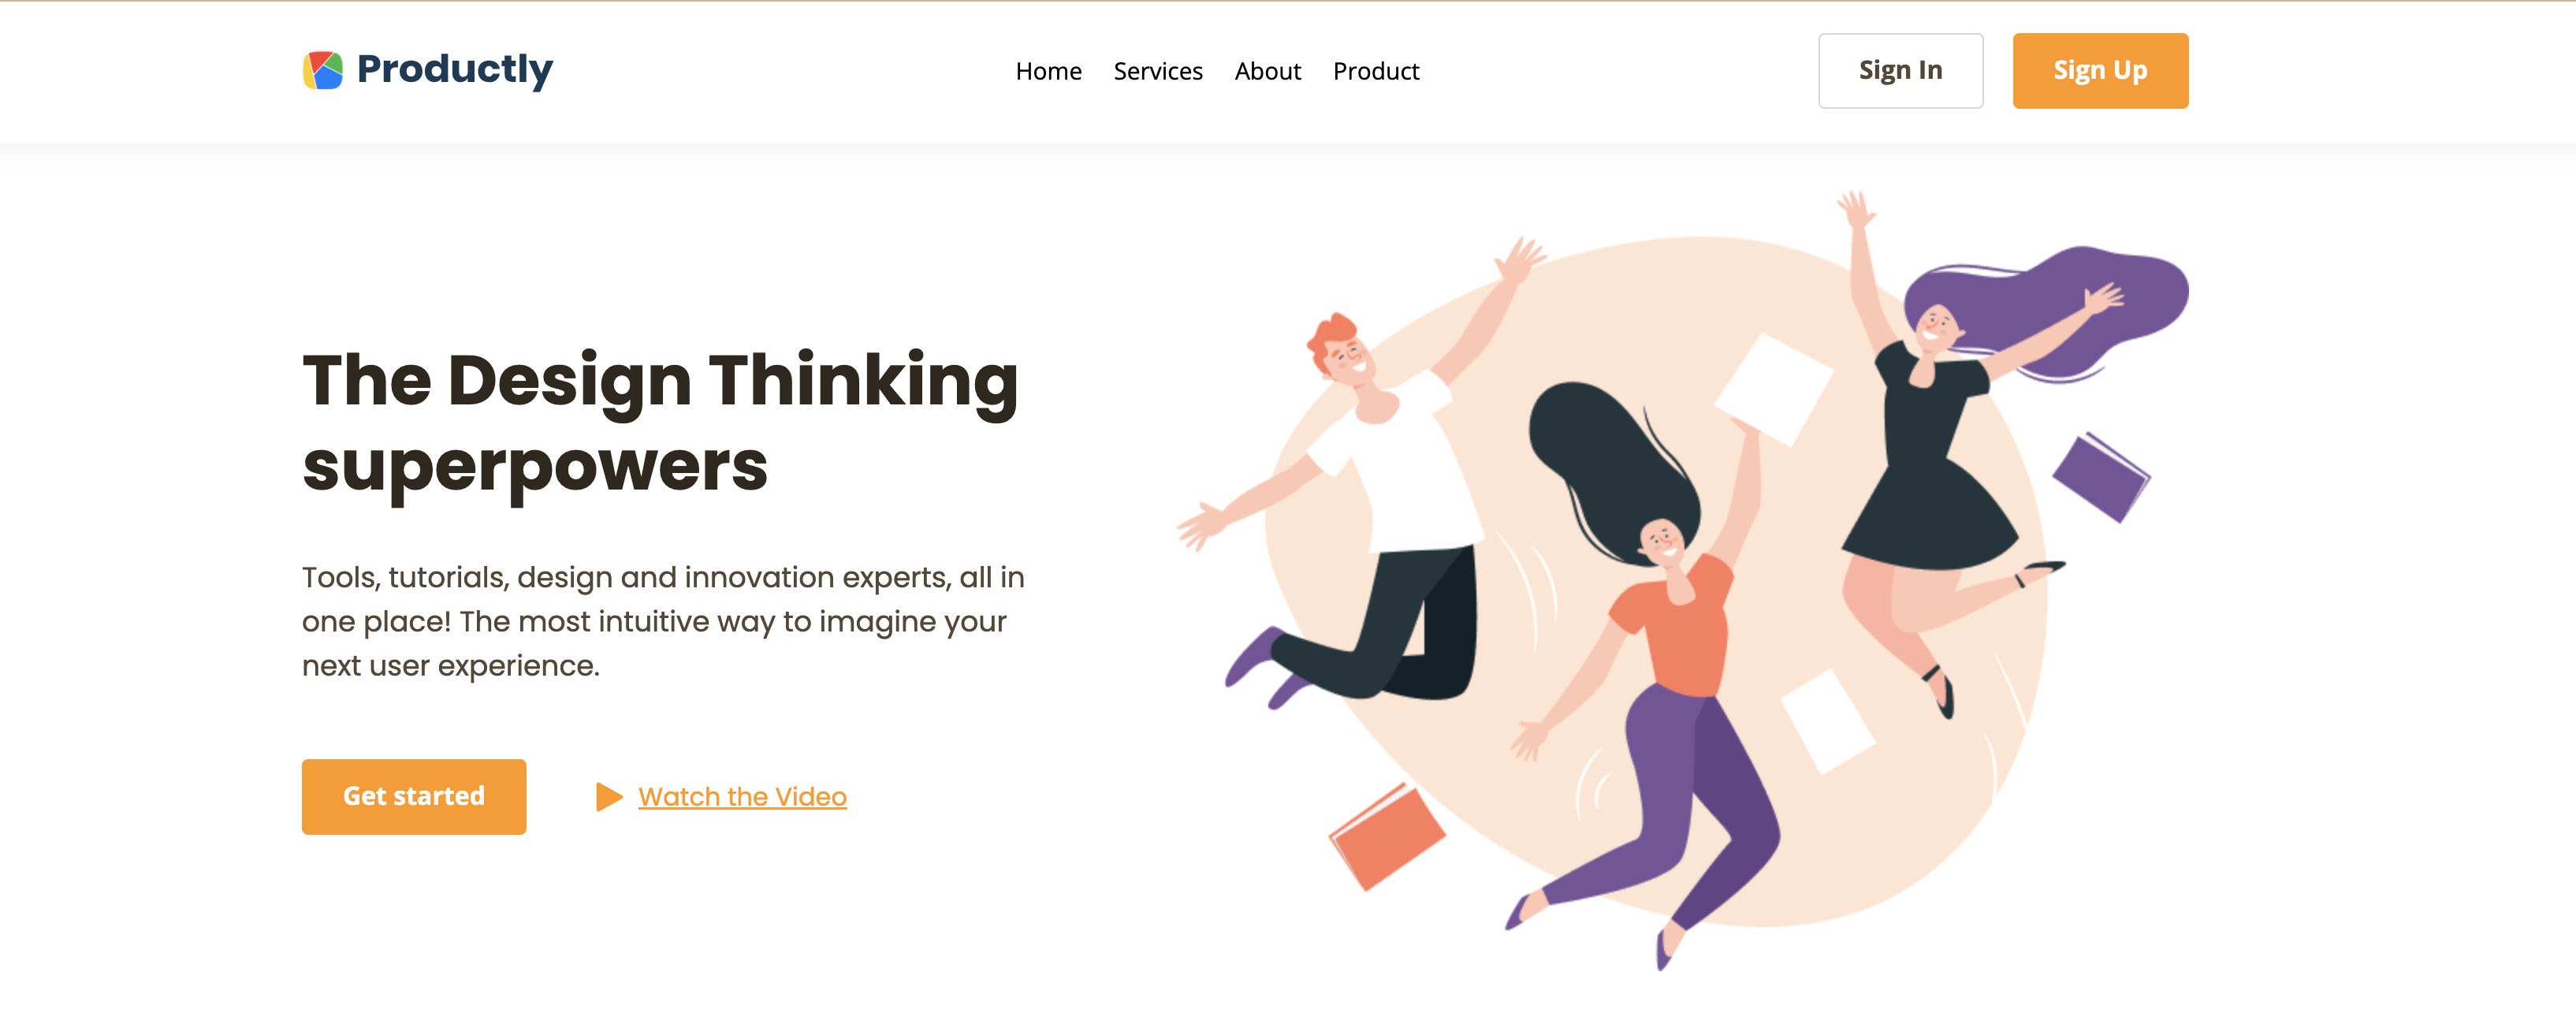 Productly
Home Services About Product
Sign In
Sign Up
The Design Thinking
superpowers
Tools, tutorials, design and innovation experts, all in
one place! The most intuitive way to imagine your
next user experience.
Get started
Watch the Video